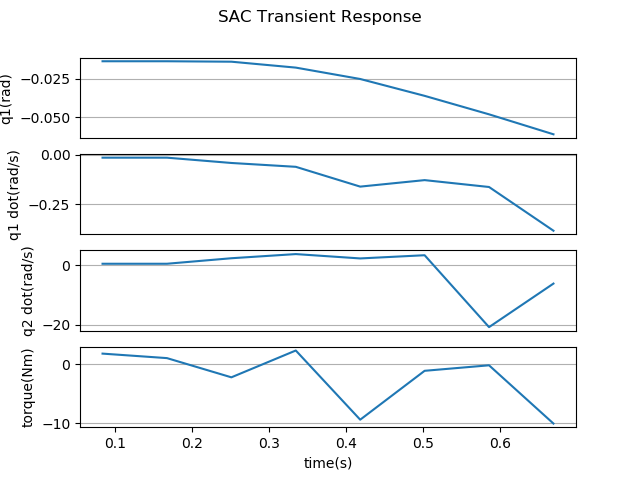 SAC Transient Response
q1(rad)
−0.025
−0.050
q1 dot(rad/s)
0.00
−0.25
q2 dot(rad/s)
0
−20
torque(Nm)
0
−10
0.1 0.2 0.3 0.4 0.5 0.6
time(s)